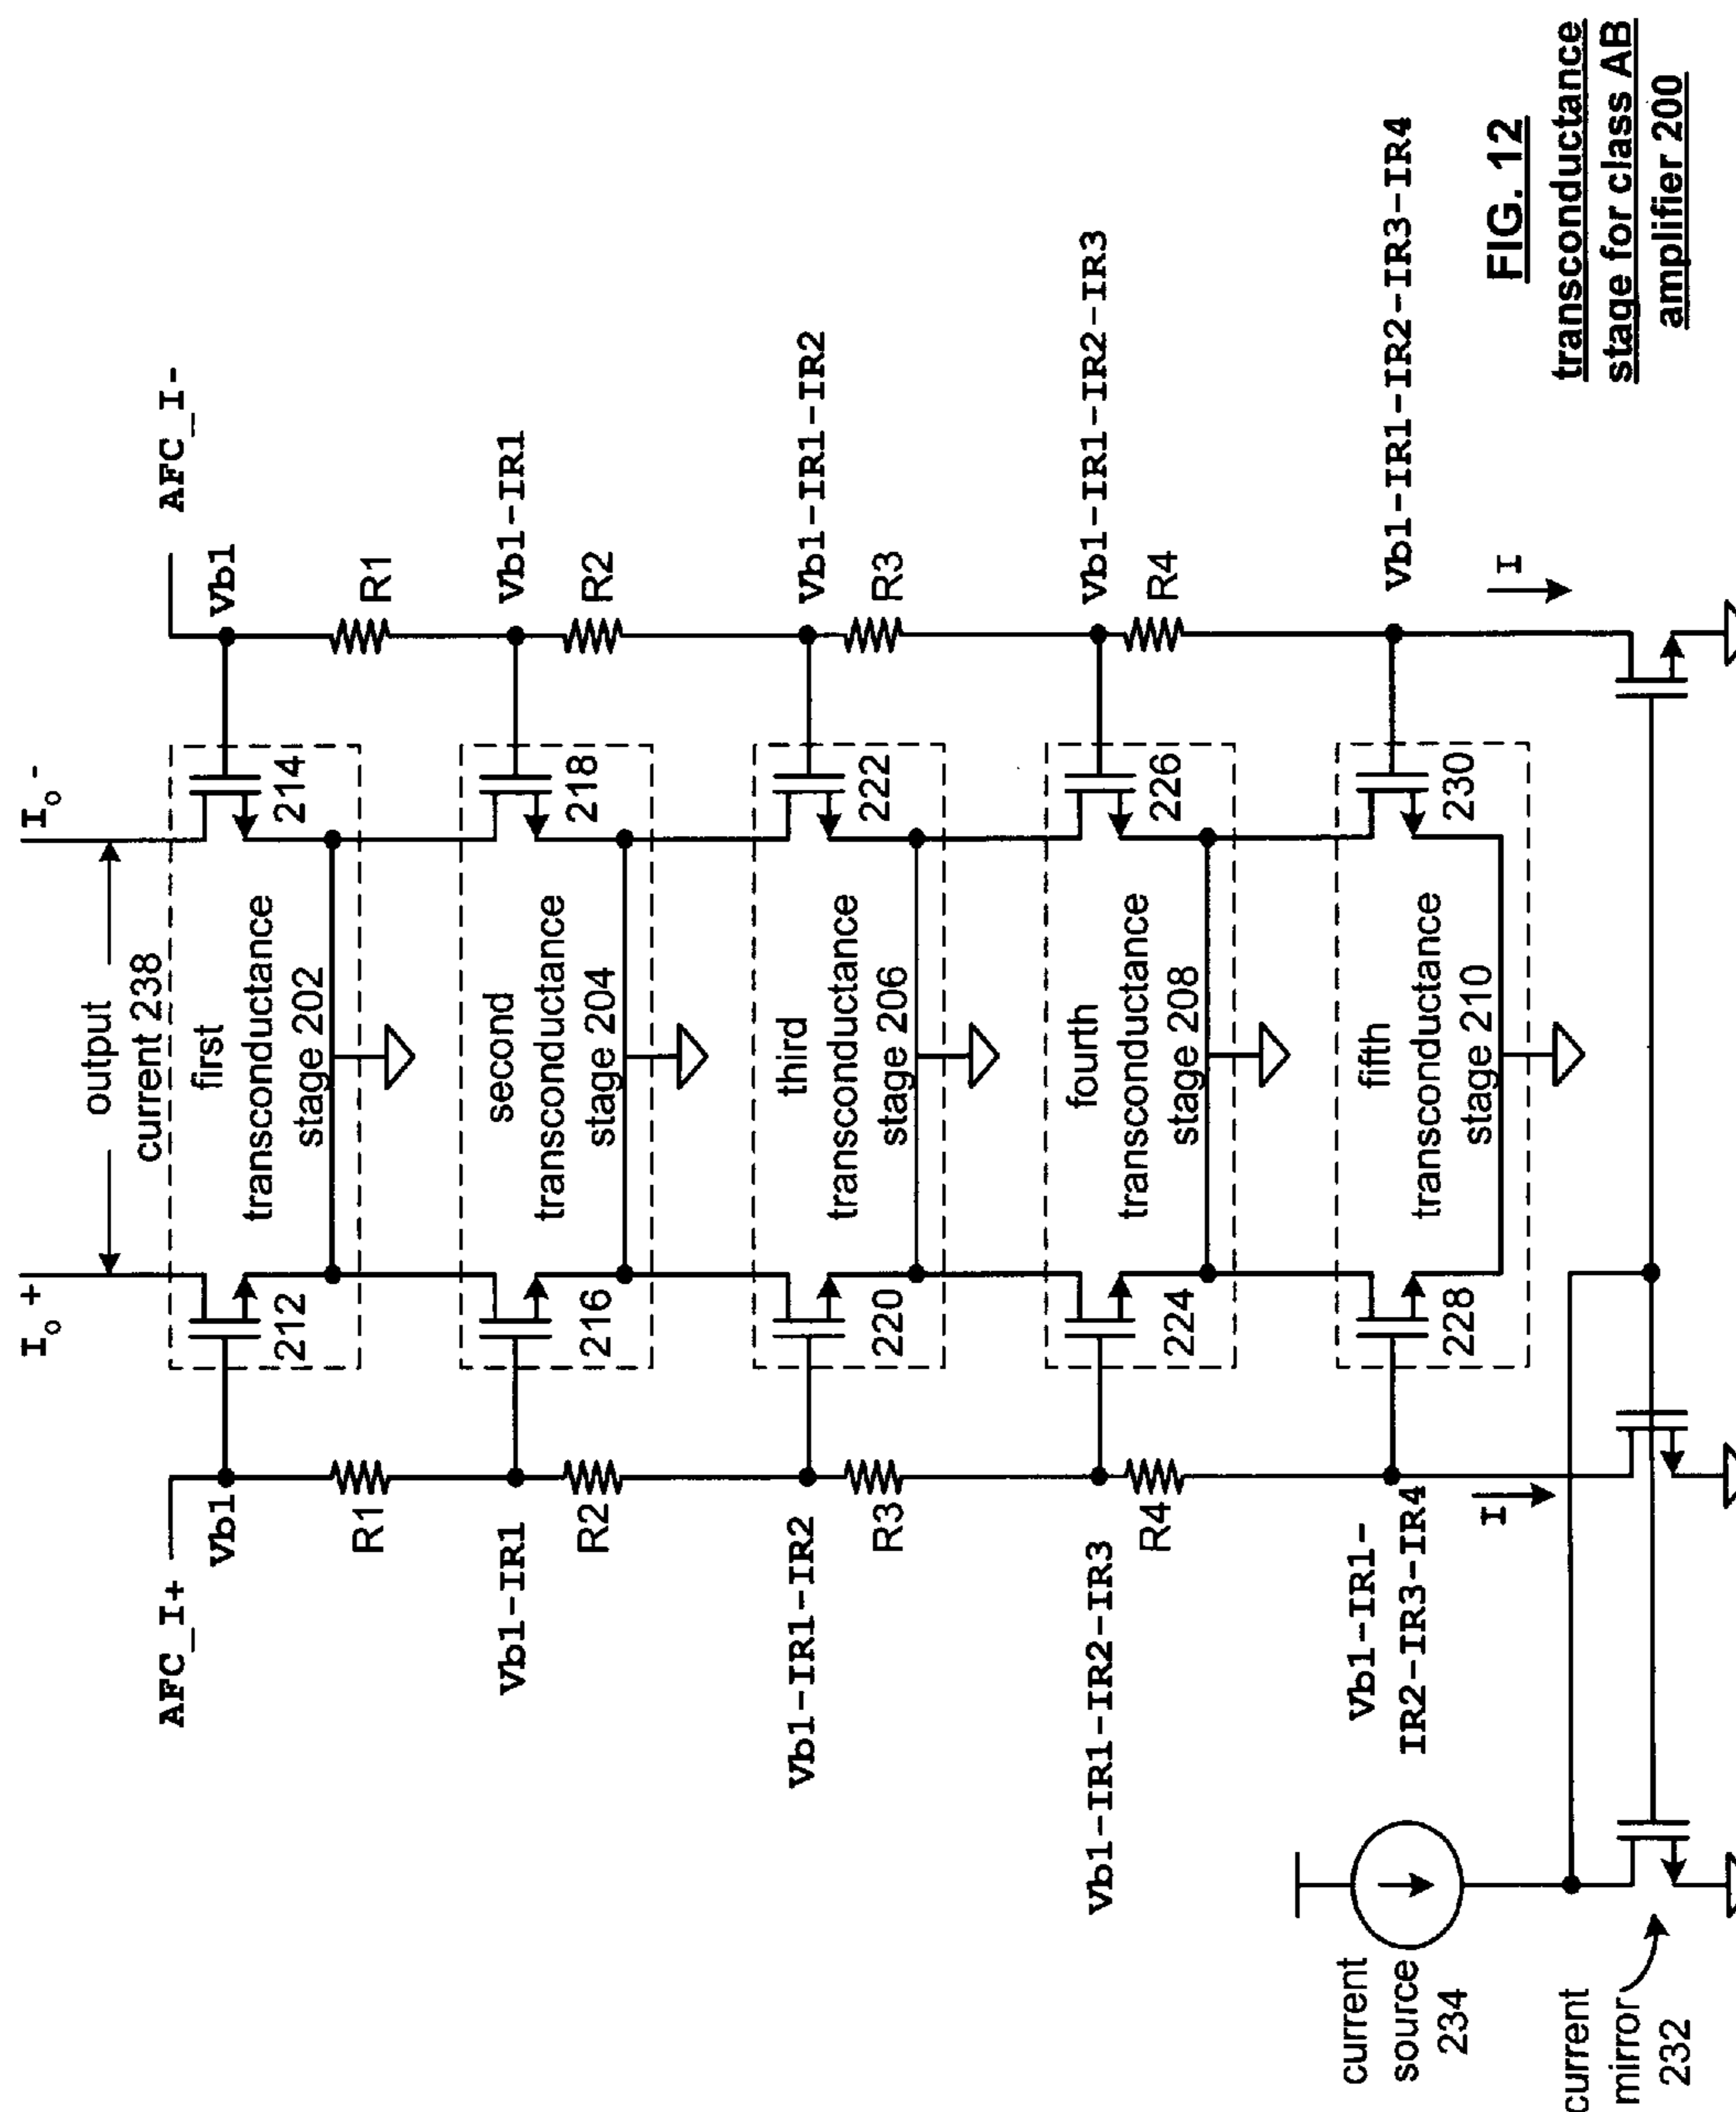 I₀+
I₀-
output
current 238
AFC_I+
AFC_I-
Vb1
Vb1
first
transconductance
stage 202
212
214
R1
R1
Vb1-IR1
Vb1-IR1
second
transconductance
stage 204
216
218
R2
R2
Vb1-IR1-IR2
Vb1-IR1-IR2
third
transconductance
stage 206
220
222
R3
R3
Vb1-IR1-IR2-IR3
Vb1-IR1-IR2-IR3
fourth
transconductance
stage 208
224
226
R4
R4
Vb1-IR1-
IR2-IR3-IR4
Vb1-IR1-IR2-IR3-IR4
fifth
transconductance
stage 210
228
230
I
I
current
source
234
current
mirror
232
FIG. 12
transconductance
stage for class AB
amplifier 200